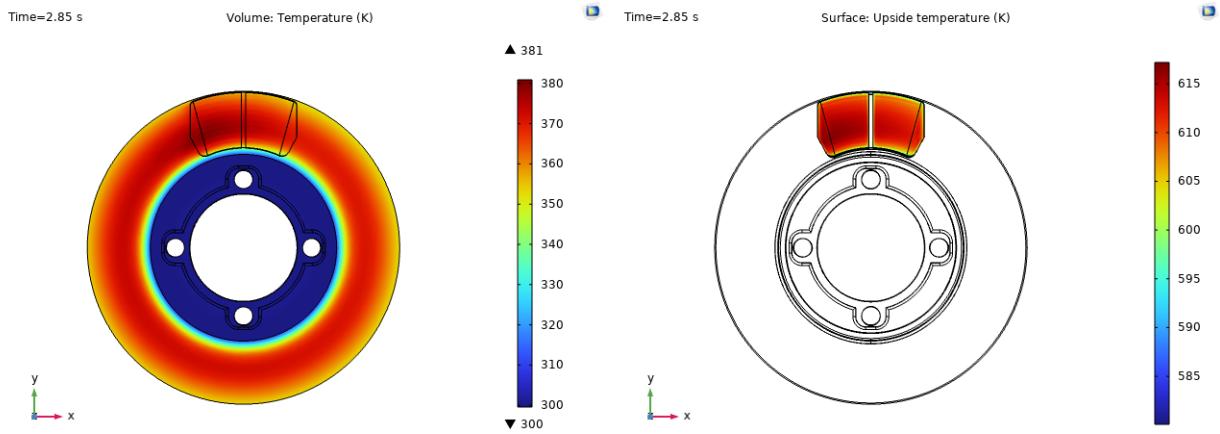 Time=2.85 s
Volume: Temperature (K)
▲ 381
380
370
360
350
340
330
320
310
300
▼ 300
y
x
Time=2.85 s
Surface: Upside temperature (K)
615
610
605
600
595
590
585
y
x